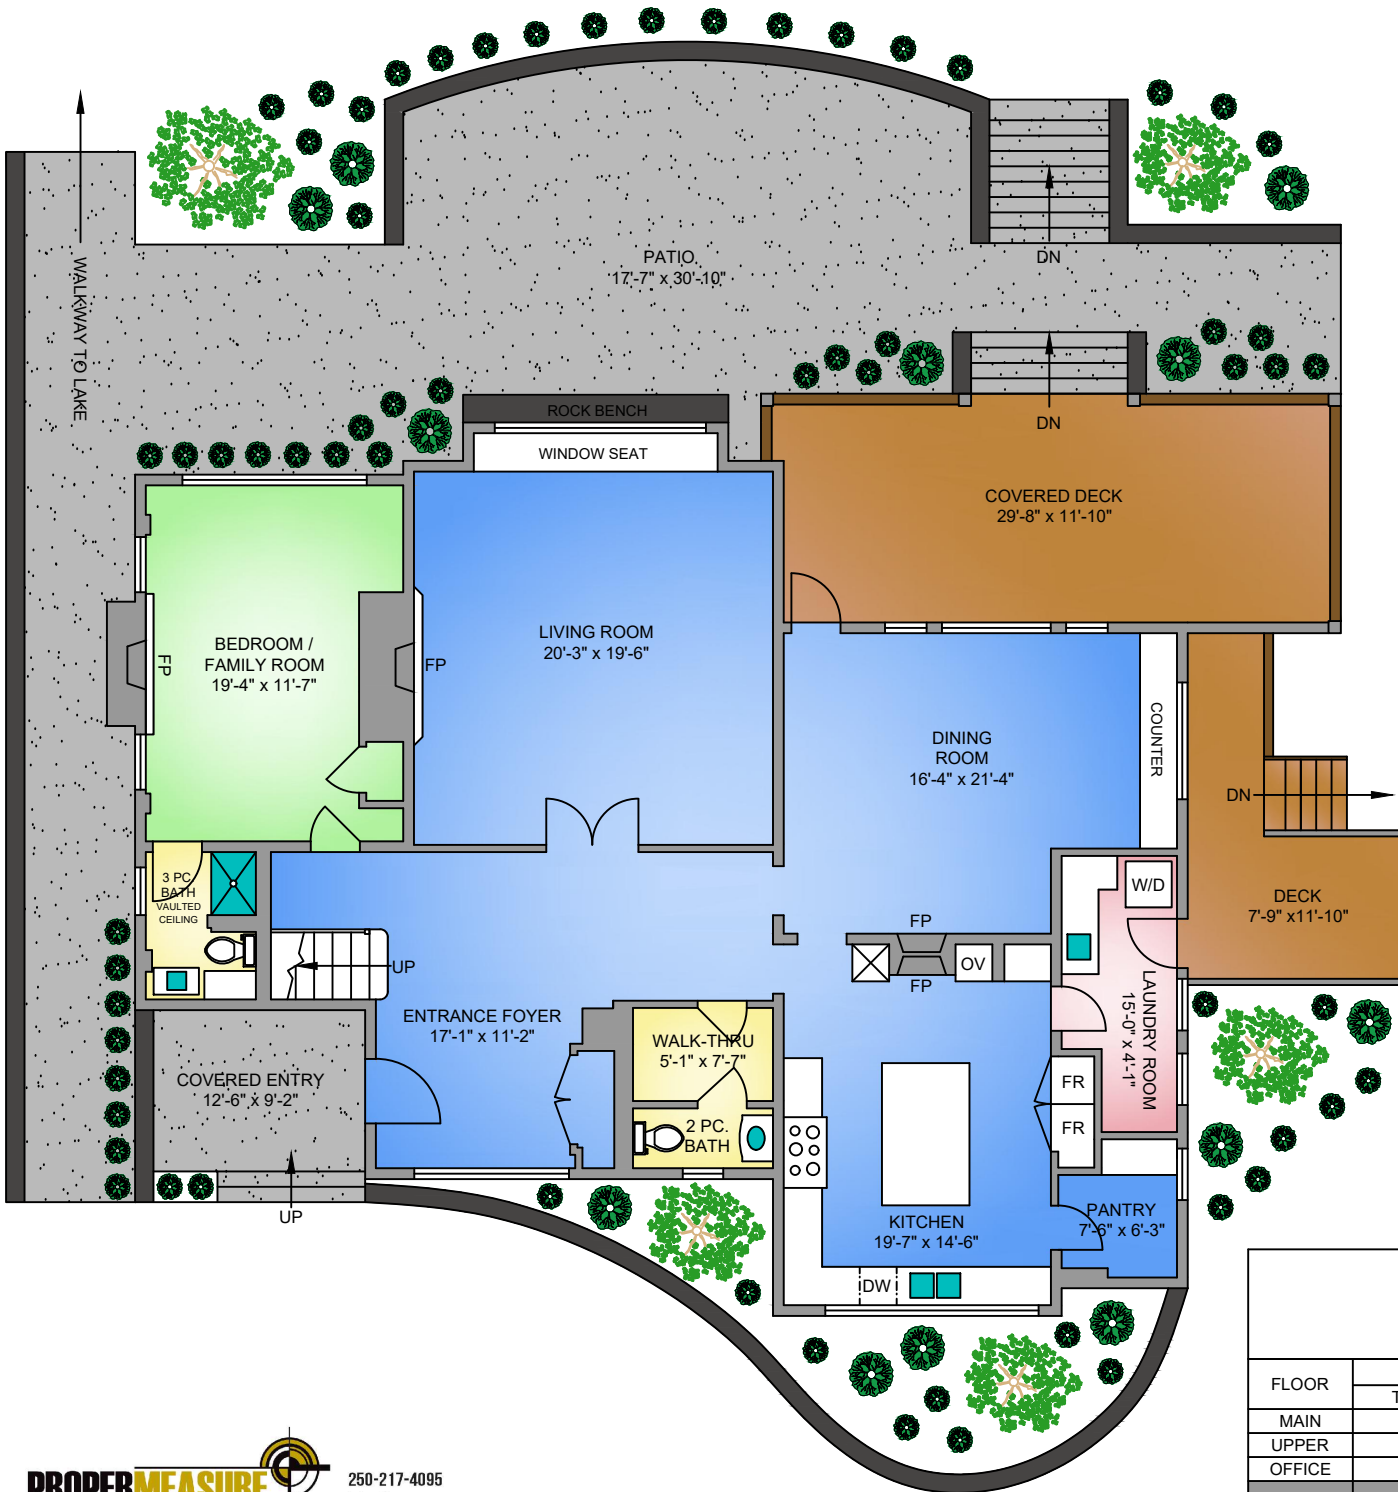 PATIO
17'-7" x 30'-10"
DN
WALKWAY TO LAKE
DN
ROCK BENCH
WINDOW SEAT
COVERED DECK
29'-8" x 11'-10"
BEDROOM /
FAMILY ROOM
19'-4" x 11'-7"
FP
FP
LIVING ROOM
20'-3" x 19'-6"
DINING
ROOM
16'-4" x 21'-4"
COUNTER
DN
DECK
7'-9" x11'-10"
3 PC.
BATH
VAULTED
CEILING
W/D
FP
OV
FP
UP
LAUNDRY ROOM
15'-0" x 4'-1"
ENTRANCE FOYER
17'-1" x 11'-2"
WALK-THRU
5'-1" x 7'-7"
COVERED ENTRY
12'-6" x 9'-2"
FR
FR
2 PC.
BATH
UP
KITCHEN
19'-7" x 14'-6"
PANTRY
7'-6" x 6'-3"
DW
FLOOR
T
MAIN
UPPER
OFFICE
PROPERMEASURE
250-217-4095